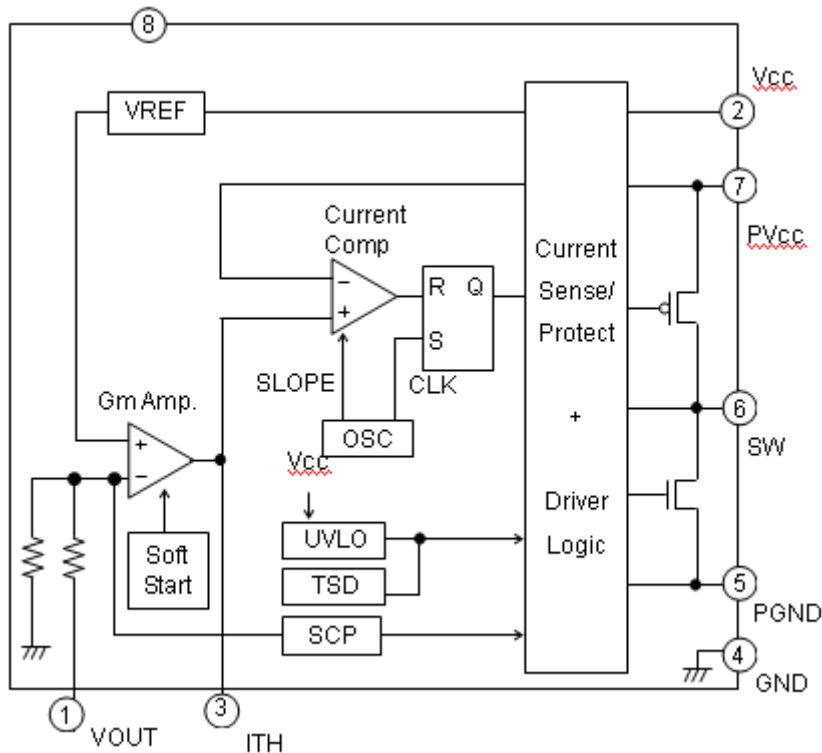 8
Vcc
VREF
2
7
Current
Comp
PVcc
Current
Sense/
Protect
+
Driver
Logic
−
+
R Q
S
SLOPE
CLK
Gm Amp.
OSC
6
SW
+
−
Vcc
Soft
Start
UVLO
TSD
SCP
5
PGND
4
GND
1
VOUT
3
ITH